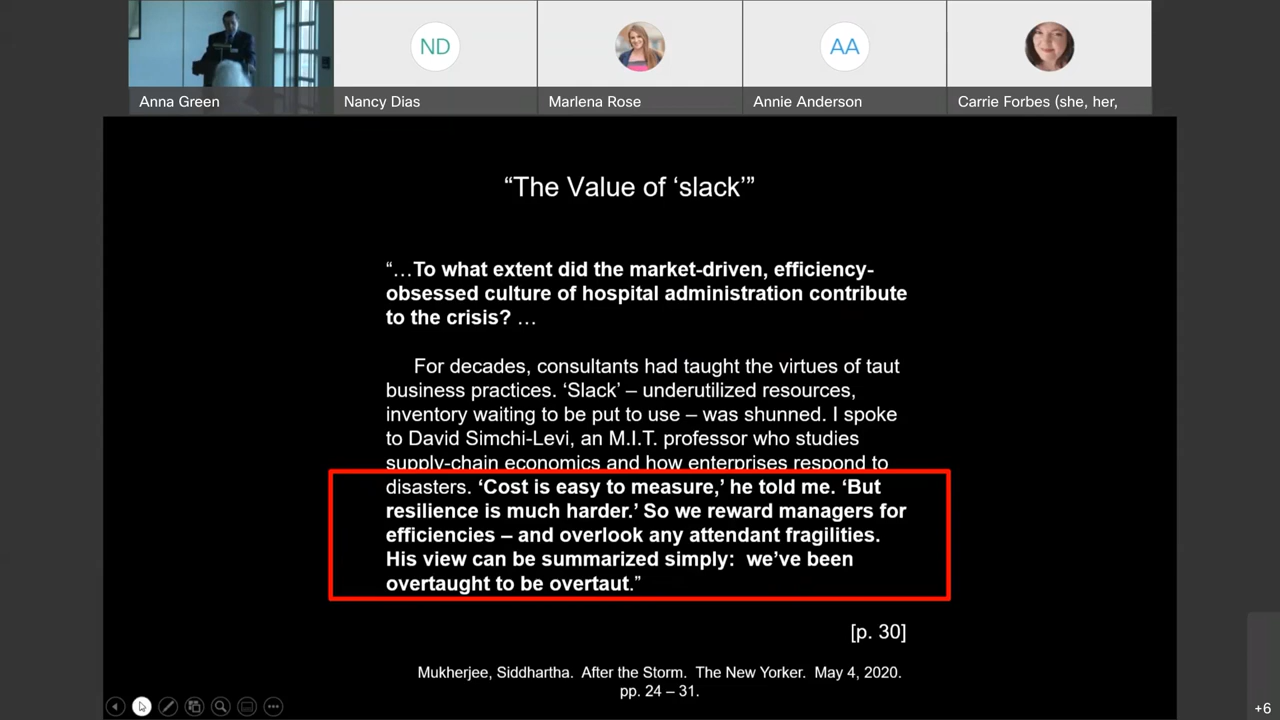 Anna Green
ND
Nancy Dias
Marlena Rose
AA
Annie Anderson
Carrie Forbes (she, her,
“The Value of ‘slack’”
“…To what extent did the market-driven, efficiency-
obsessed culture of hospital administration contribute
to the crisis? …
For decades, consultants had taught the virtues of taut
business practices. ‘Slack’ – underutilized resources,
inventory waiting to be put to use – was shunned. I spoke
to David Simchi-Levi, an M.I.T. professor who studies
supply-chain economics and how enterprises respond to
disasters. ‘Cost is easy to measure,’ he told me. ‘But
resilience is much harder.’ So we reward managers for
efficiencies – and overlook any attendant fragilities.
His view can be summarized simply:  we’ve been
overtaught to be overtaut.”
[p. 30]
Mukherjee, Siddhartha.  After the Storm.  The New Yorker.  May 4, 2020.
pp. 24 – 31.
+6